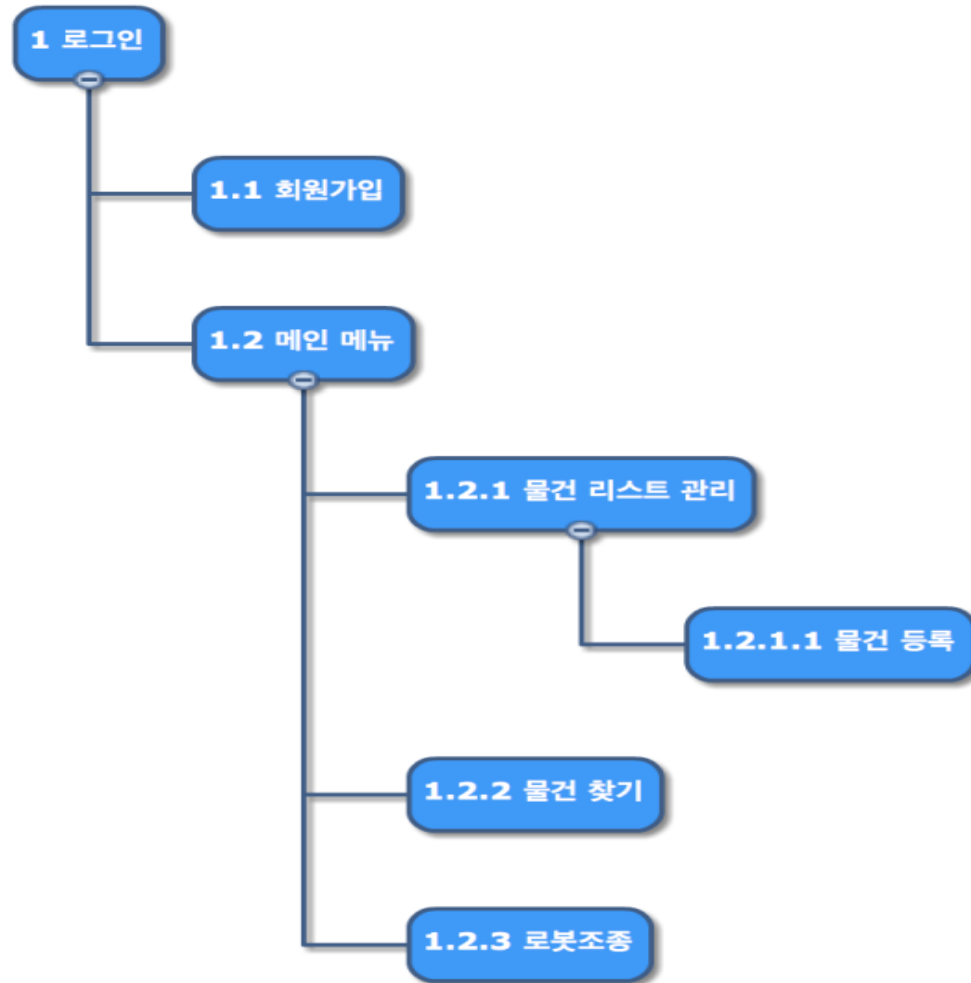 1 로그인
1.1 회원가입
1.2 메인 메뉴
1.2.1 물건 리스트 관리
1.2.1.1 물건 등록
1.2.2 물건 찾기
1.2.3 로봇조종